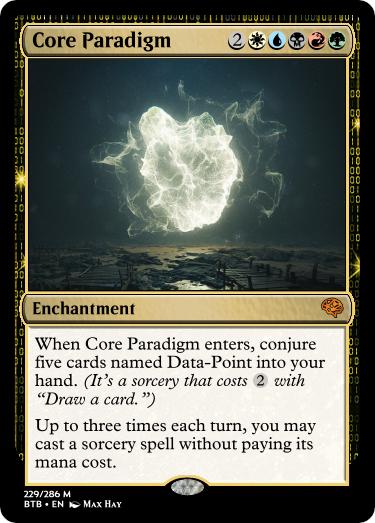 Core Paradigm 2
Enchantment
When Core Paradigm enters, conjure
five cards named Data-Point into your
hand. (It's a sorcery that costs 2 with
“Draw a card.”)
Up to three times each turn, you may
cast a sorcery spell without paying its
mana cost.
229/286 M
BTB • EN Max Hay